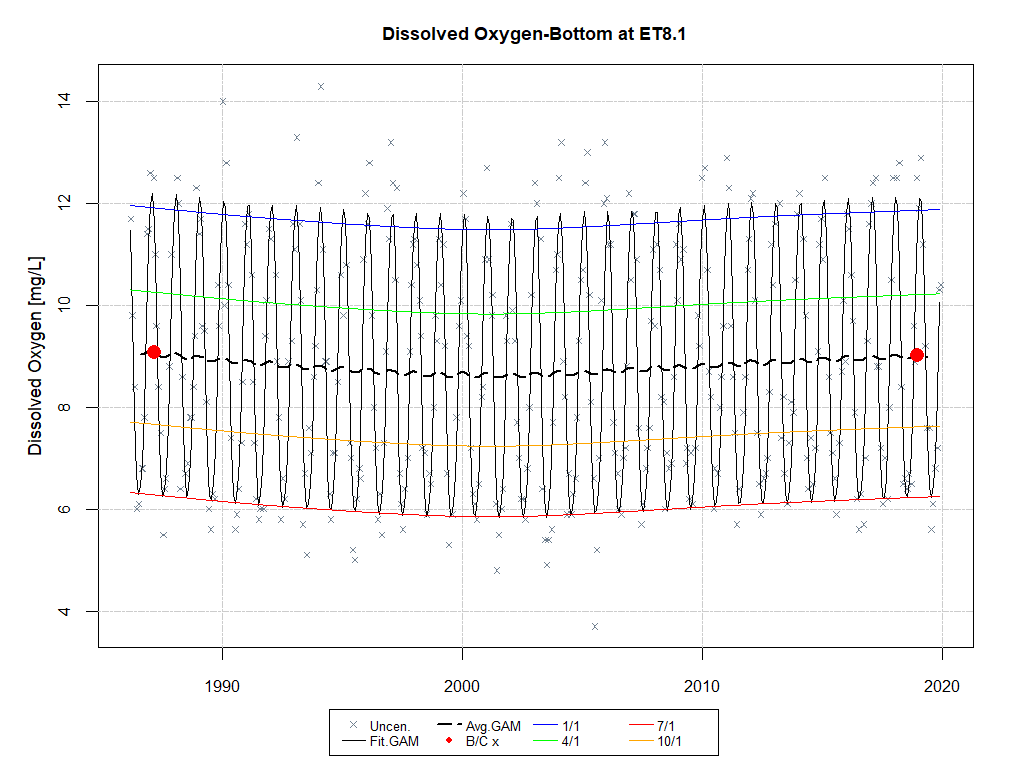 Dissolved Oxygen-Bottom at ET8.1
Dissolved Oxygen [mg/L]
14
12
10
8
6
4
1990 2000 2010 2020
Uncen. Avg.GAM 1/1 7/1
Fit.GAM B/C x 4/1 10/1